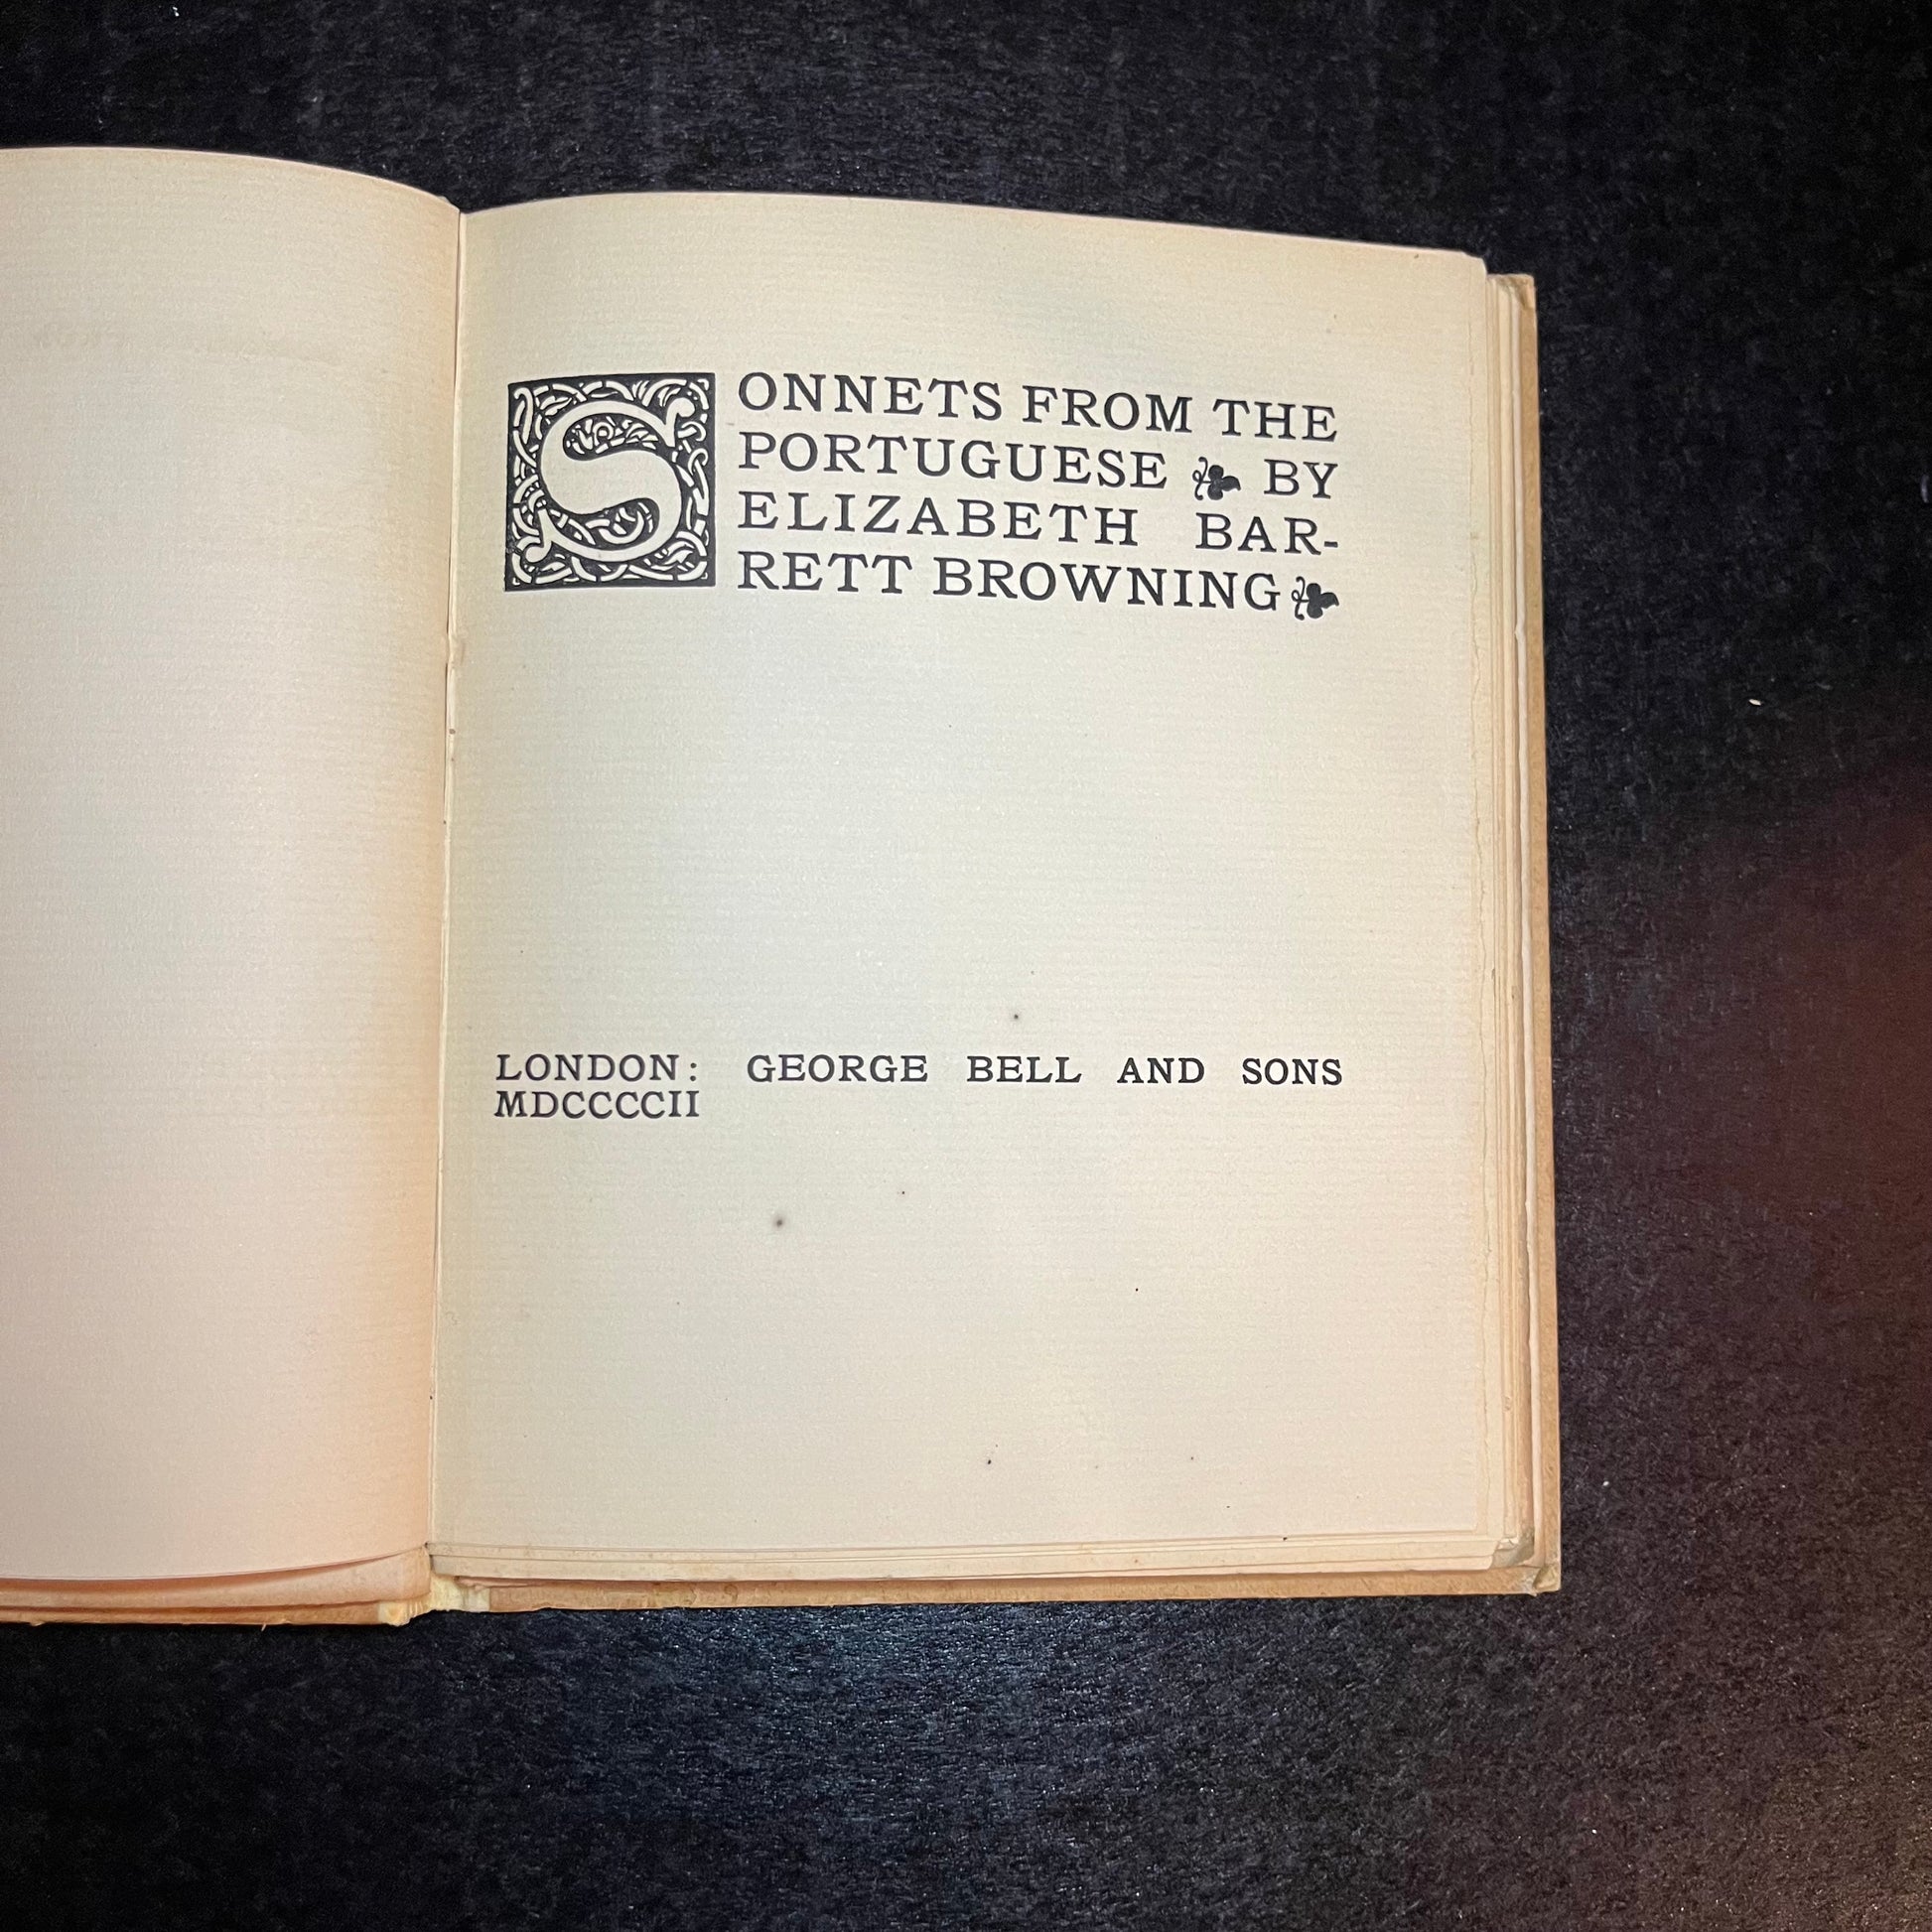 SONNETS FROM THE
PORTUGUESE ❧ BY
ELIZABETH BAR-
RETT BROWNING ❧
LONDON: GEORGE BELL AND SONS
MDCCCCII